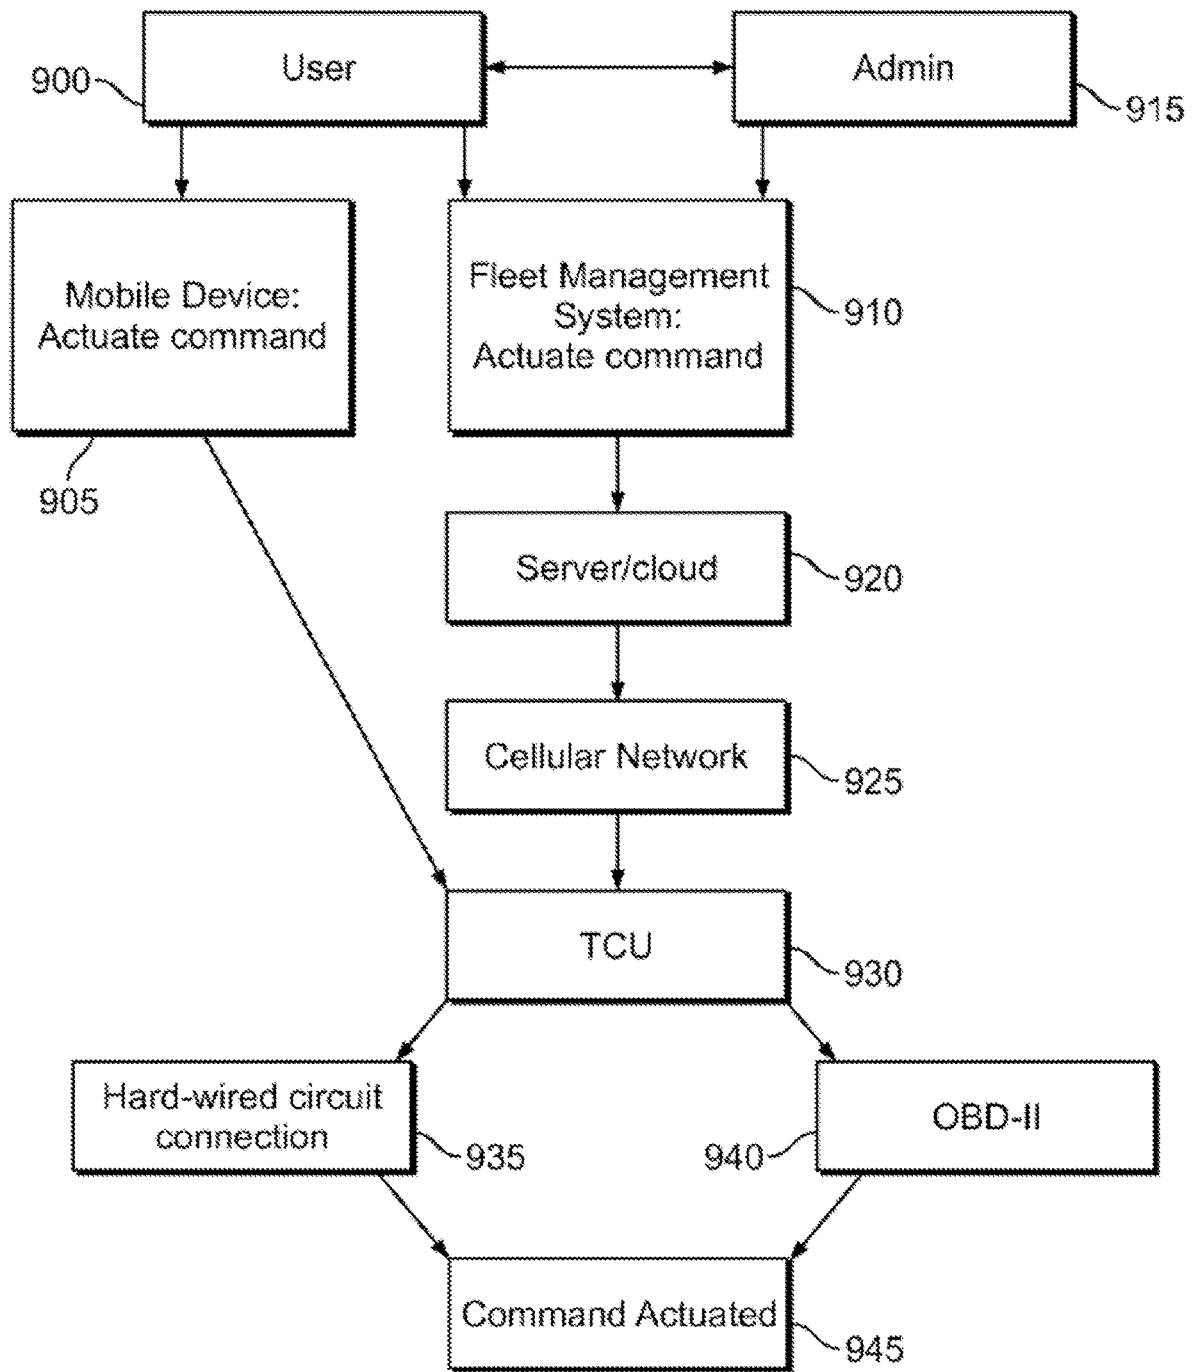 User
Admin
900
915
Mobile Device:
Actuate command
Fleet Management
System:
Actuate command
910
905
Server/cloud
920
Cellular Network
925
TCU
930
Hard-wired circuit
connection
935
OBD-II
940
Command Actuated
945